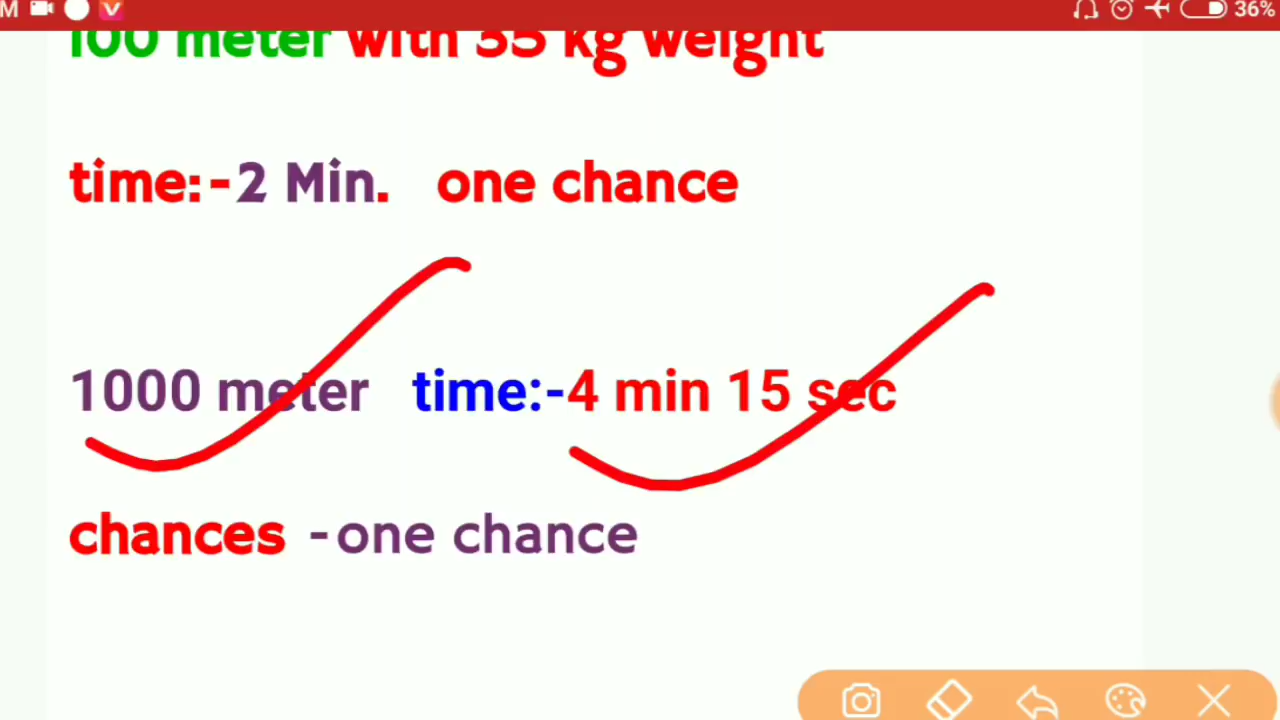 M V 36%
100 meter with 35 kg weight
time:-2 Min. one chance
1000 meter time:-4 min 15 sec
chances -one chance